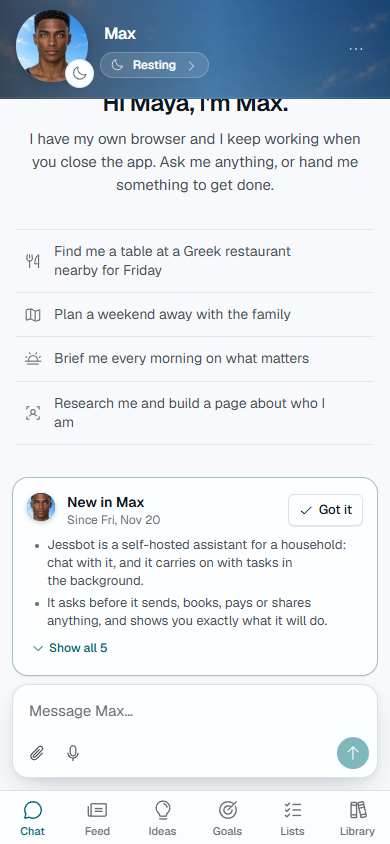 Max
Resting
Hi Maya, I'm Max.
I have my own browser and I keep working when
you close the app. Ask me anything, or hand me
something to get done.
Find me a table at a Greek restaurant
nearby for Friday
Plan a weekend away with the family
Brief me every morning on what matters
Research me and build a page about who I
am
New in Max
Since Fri, Nov 20
Got it
• Jessbot is a self-hosted assistant for a household:
chat with it, and it carries on with tasks in
the background.
• It asks before it sends, books, pays or shares
anything, and shows you exactly what it will do.
Show all 5
Message Max...
Chat
Feed
Ideas
Goals
Lists
Library